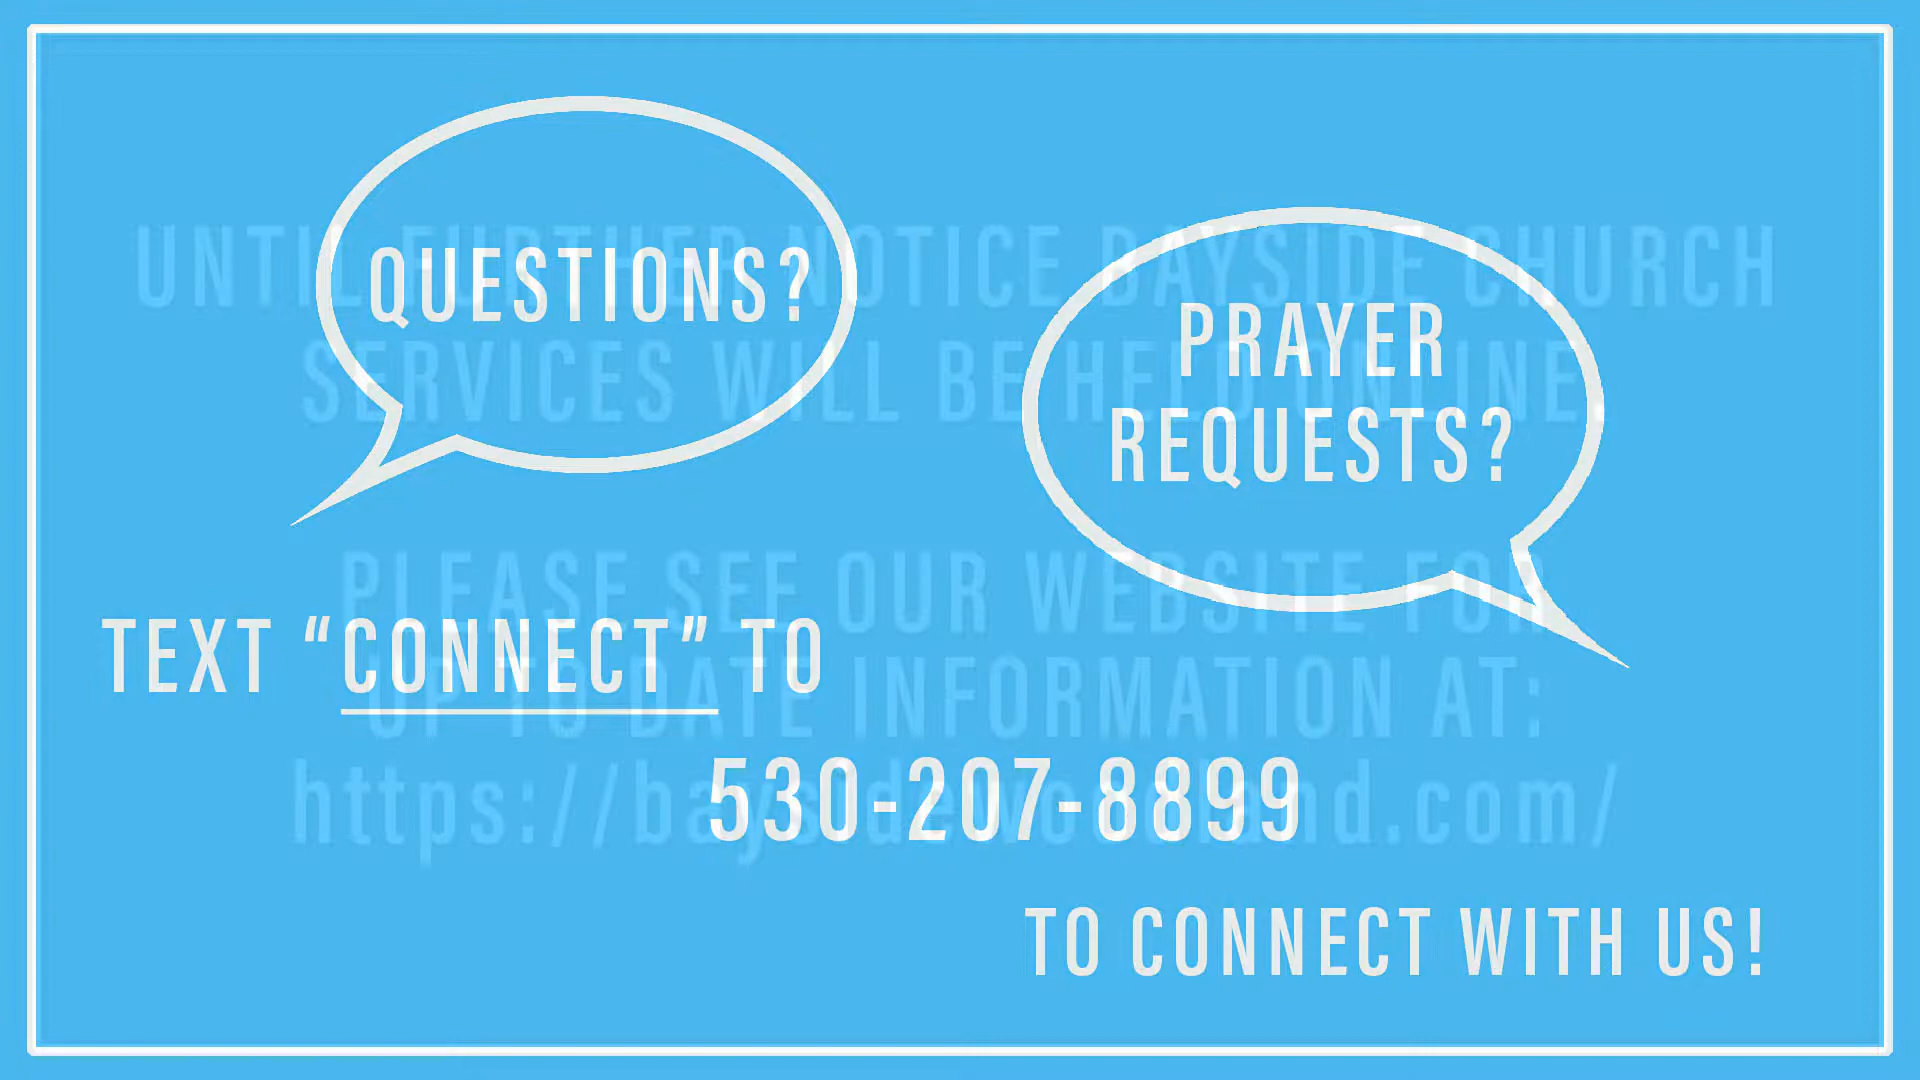 QUESTIONS?
PRAYER
REQUESTS?
TEXT “CONNECT” TO
530-207-8899
TO CONNECT WITH US!
UNTIL FURTHER NOTICE BAYSIDE CHURCH
SERVICES WILL BE HELD ONLINE
PLEASE SEE OUR WEBSITE FOR
UP TO DATE INFORMATION AT: